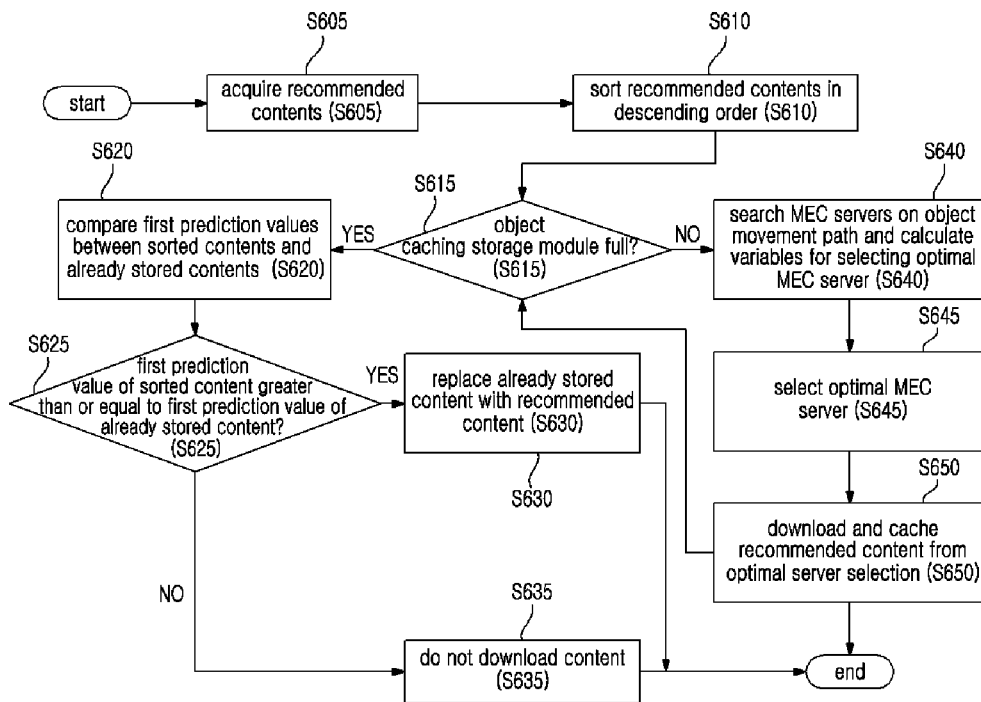 S605
S610
start
acquire recommended
contents (S605)
sort recommended contents in
descending order (S610)
S620
S615
S640
compare first prediction values
between sorted contents and
already stored contents (S620)
YES
object
caching storage module full?
(S615)
NO
search MEC servers on object
movement path and calculate
variables for selecting optimal
MEC server (S640)
S625
first prediction
value of sorted content greater
than or equal to first prediction value of
already stored content?
(S625)
YES
replace already stored
content with recommended
content (S630)
S630
S645
select optimal MEC
server (S645)
S650
download and cache
recommended content from
optimal server selection (S650)
NO
S635
do not download content
(S635)
end